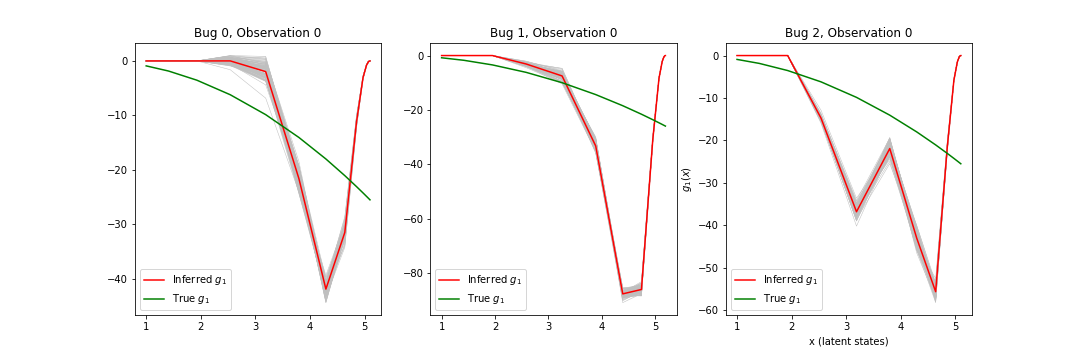 Bug 0, Observation 0
0
−10
−20
−30
−40
1 2 3 4 5
Inferred g₁
True g₁
Bug 1, Observation 0
0
−20
−40
−60
−80
1 2 3 4 5
Inferred g₁
True g₁
Bug 2, Observation 0
g₁(x)
0
−10
−20
−30
−40
−50
−60
1 2 3 4 5
Inferred g₁
True g₁
x (latent states)